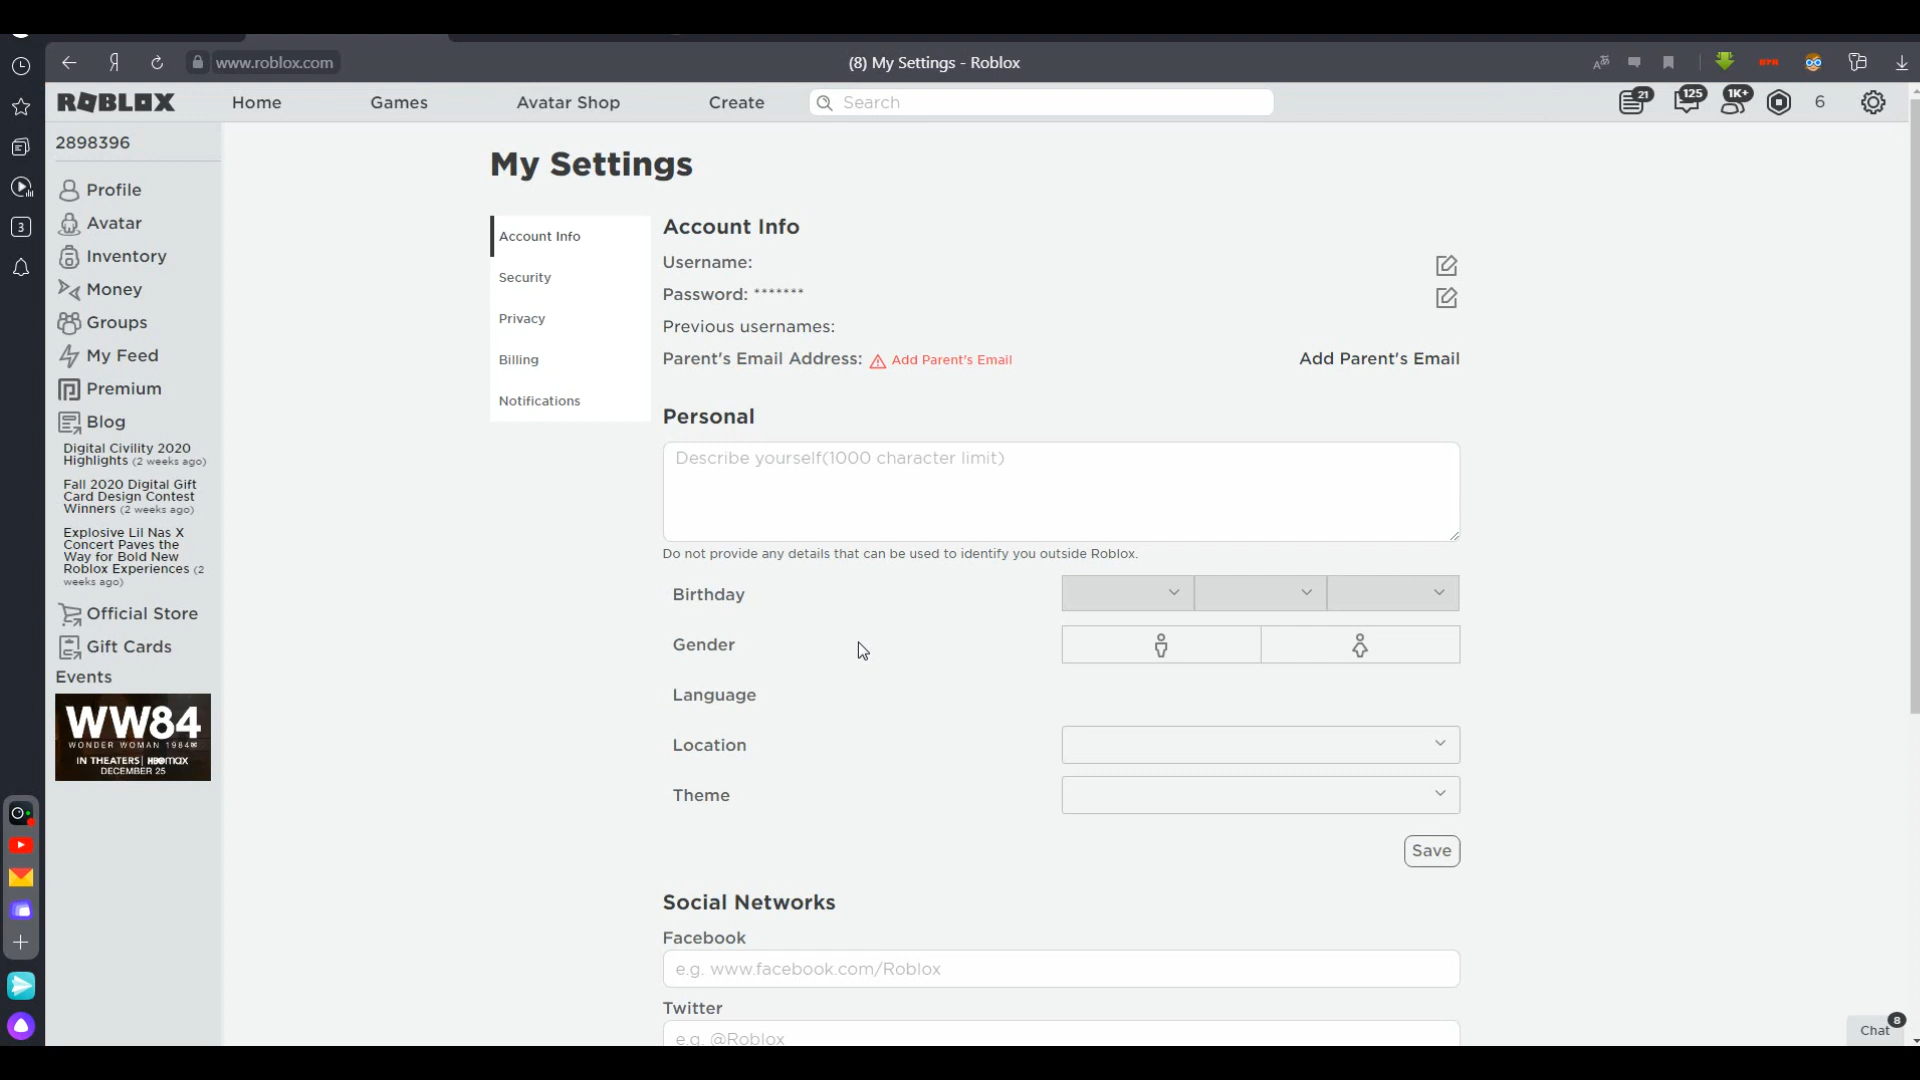 www.roblox.com
(8) My Settings - Roblox
ROBLOX
Home
Games
Avatar Shop
Create
Search
21
125
1K+
6
2898396
Profile
Avatar
Inventory
Money
Groups
My Feed
Premium
Blog
Digital Civility 2020
Highlights (2 weeks ago)
Fall 2020 Digital Gift
Card Design Contest
Winners (2 weeks ago)
Explosive Lil Nas X
Concert Paves the
Way for Bold New
Roblox Experiences (2
weeks ago)
Official Store
Gift Cards
Events
WW84
WONDER WOMAN 1984
IN THEATERS | HBOmax
DECEMBER 25
3
My Settings
Account Info
Security
Privacy
Billing
Notifications
Account Info
Username:
Password: *******
Previous usernames:
Parent's Email Address: Add Parent's Email
Add Parent's Email
Personal
Describe yourself(1000 character limit)
Do not provide any details that can be used to identify you outside Roblox.
Birthday
Gender
Language
Location
Theme
Save
Social Networks
Facebook
e.g. www.facebook.com/Roblox
Twitter
e.g. @Roblox
Chat
8